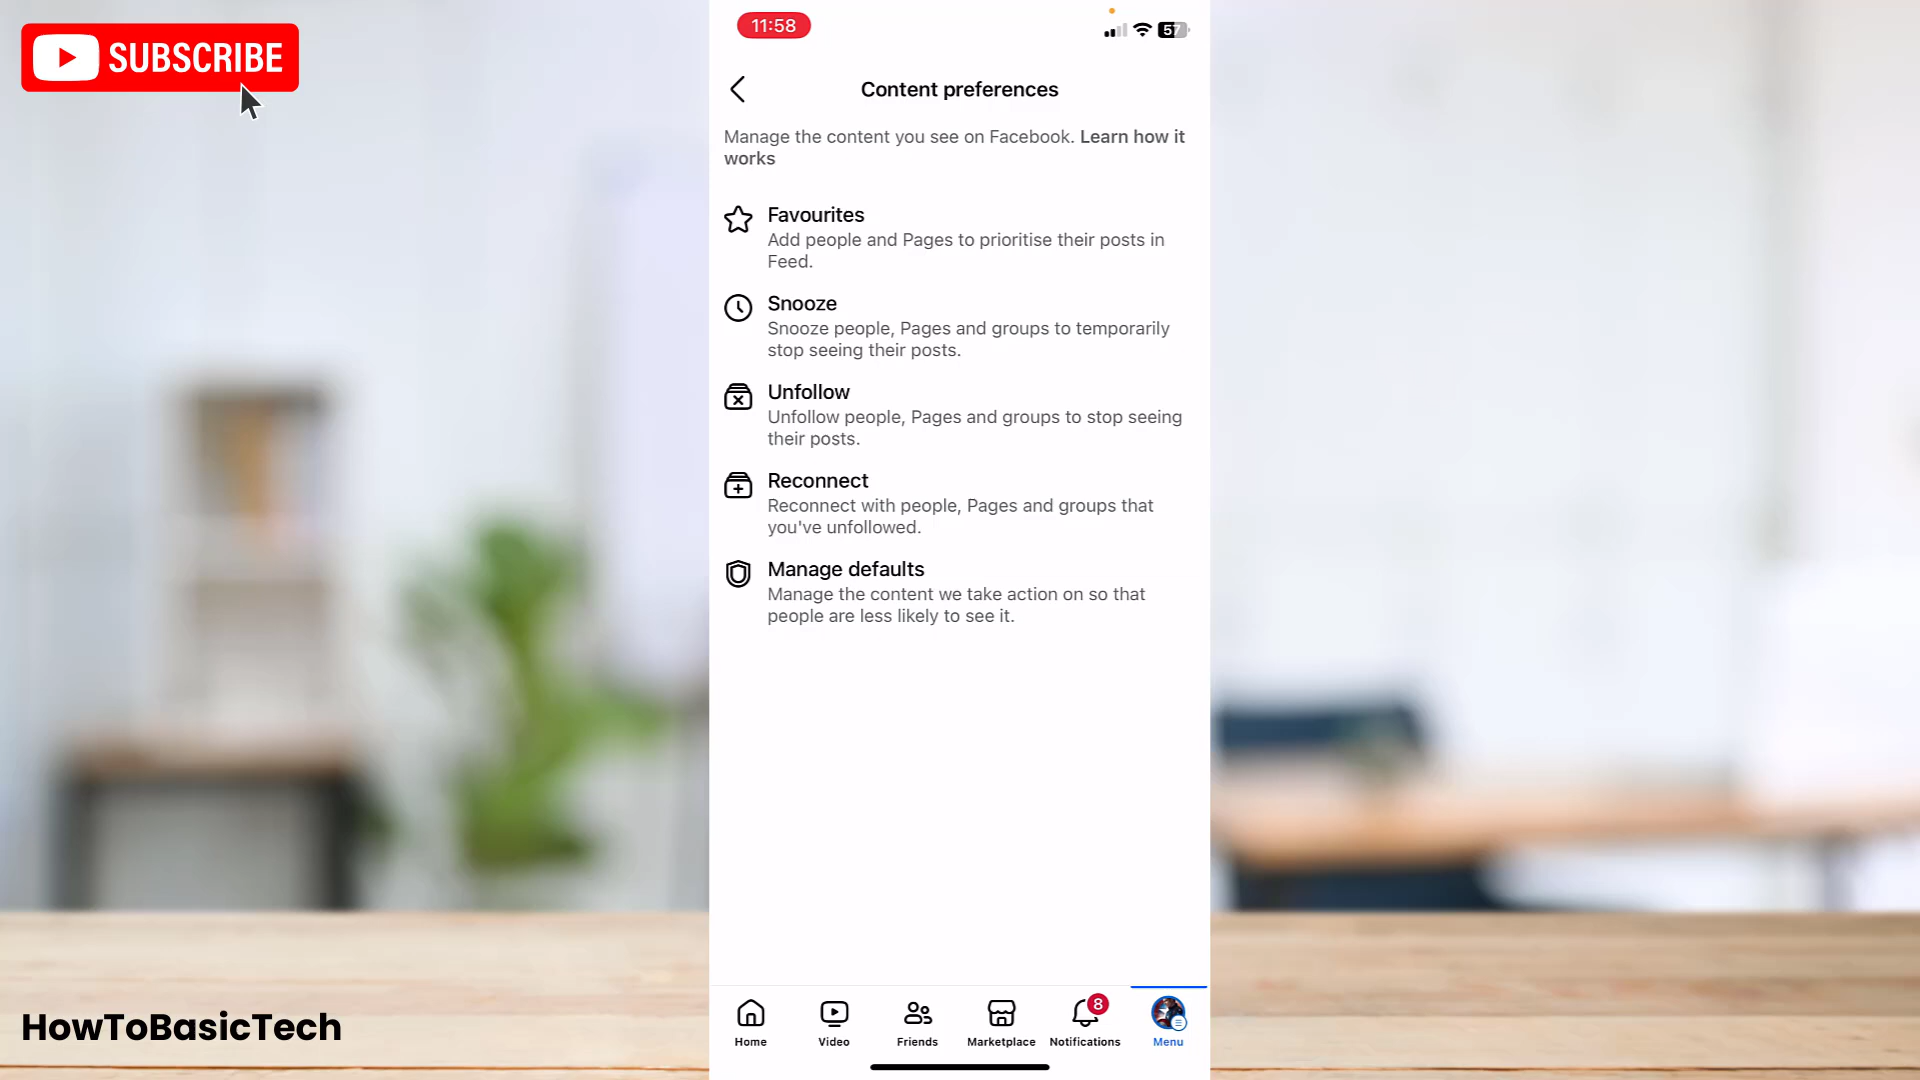 SUBSCRIBE
11:58
57
Content preferences
Manage the content you see on Facebook. Learn how it
works
Favourites
Add people and Pages to prioritise their posts in
Feed.
Snooze
Snooze people, Pages and groups to temporarily
stop seeing their posts.
Unfollow
Unfollow people, Pages and groups to stop seeing
their posts.
Reconnect
Reconnect with people, Pages and groups that
you've unfollowed.
Manage defaults
Manage the content we take action on so that
people are less likely to see it.
8
Home Video Friends Marketplace Notifications Menu
HowToBasicTech